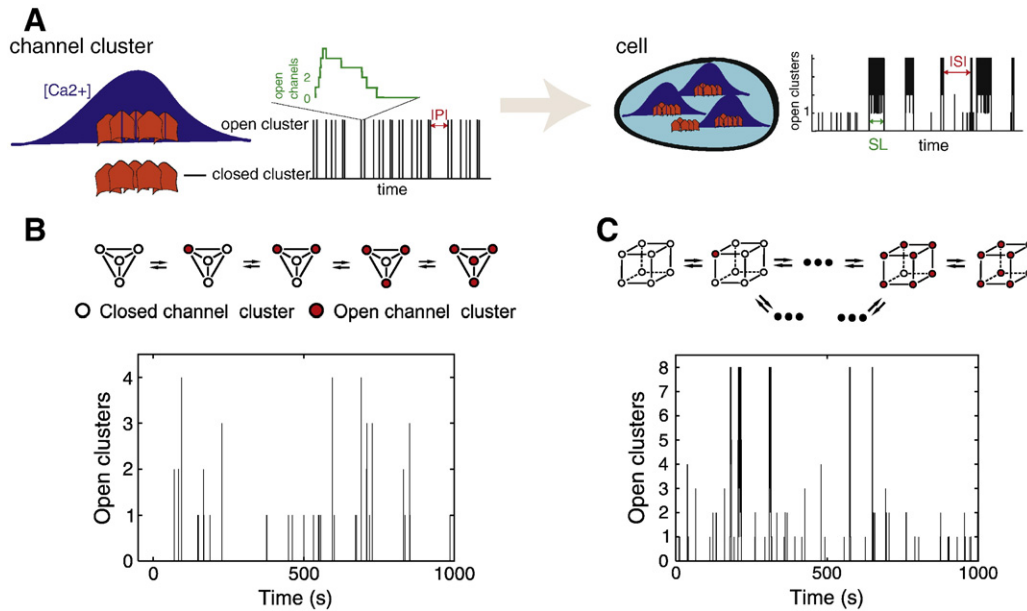 A
channel cluster
[Ca2+]
open
chanels
2
0
open cluster
IPI
closed cluster
time
cell
open clusters
1
ISI
SL
time
B
Closed channel cluster
Open channel cluster
Open clusters
4
3
2
1
0
0
500
1000
Time (s)
C
Open clusters
8
7
6
5
4
3
2
1
0
0
500
1000
Time (s)